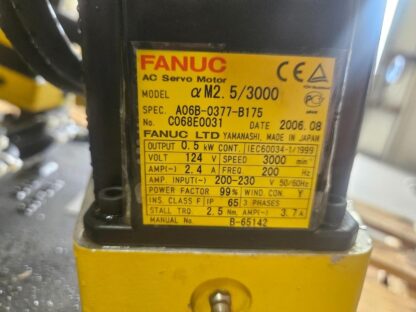 FANUC
AC Servo Motor
MODEL αM2.5/3000
SPEC. A06B-0377-B175
No. C068E0031 DATE 2006.08
FANUC LTD YAMANASHI, MADE IN JAPAN
OUTPUT 0.5 kW CONT. IEC60034-1/1999
VOLT 124 V SPEED 3000 min⁻¹
AMP(~) 2.4 A FREQ. 200 Hz
AMP INPUT(~) 200-230 V 50/60Hz
POWER FACTOR 99% WIND CON. Y
INS. CLASS F IP 65 3 PHASES
STALL TRQ. 2.5 Nm AMP(~) 3.7 A
MANUAL No. B-65142
CE